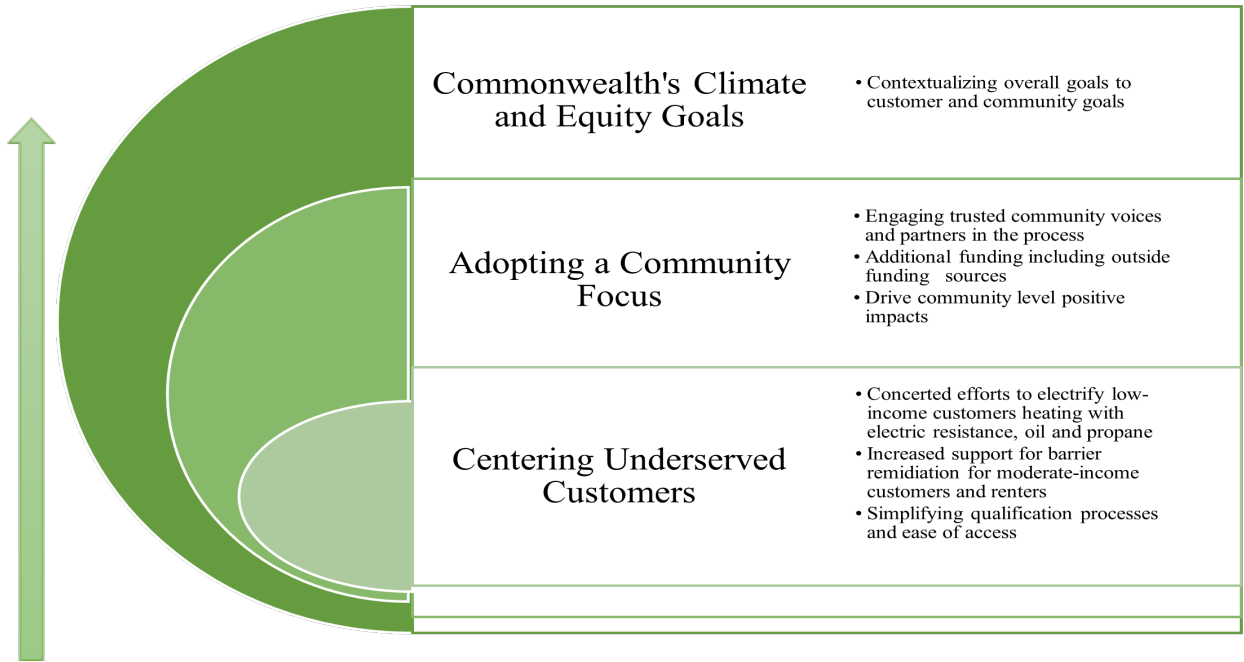 Commonwealth's Climate
and Equity Goals
• Contextualizing overall goals to
customer and community goals
Adopting a Community
Focus
• Engaging trusted community voices
and partners in the process
• Additional funding including outside
funding sources
• Drive community level positive
impacts
Centering Underserved
Customers
• Concerted efforts to electrify low-
income customers heating with
electric resistance, oil and propane
• Increased support for barrier
remidiation for moderate-income
customers and renters
• Simplifying qualification processes
and ease of access